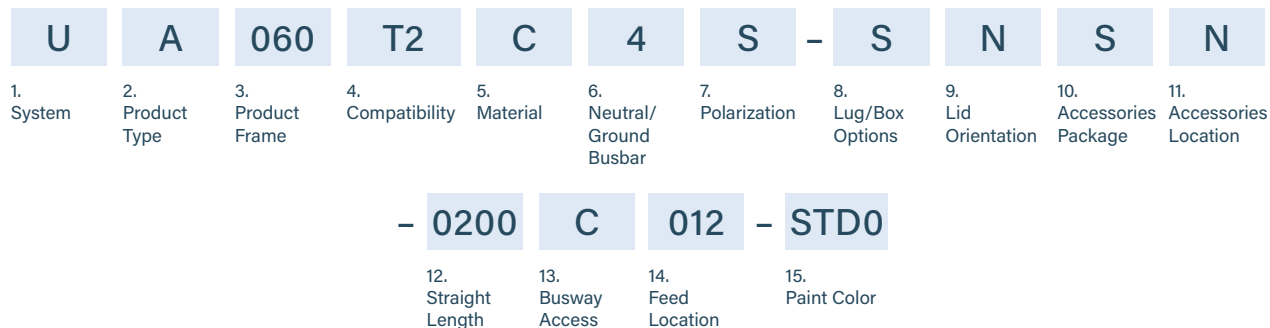 U A 060 T2 C 4 S – S N S N
1. 2. 3. 4. 5. 6. 7. 8. 9. 10. 11.
System Product Product Compatibility Material Neutral/ Polarization Lug/Box Lid Accessories Accessories
Type Frame Ground Options Orientation Package Location
Busbar
– 0200 C 012 – STD0
12. 13. 14. 15.
Straight Busway Feed Paint Color
Length Access Location